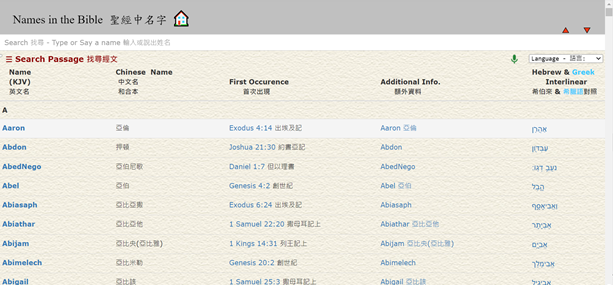 Names in the Bible 聖經中名字
Search 找尋 - Type or Say a name 輸入或說出姓名
☰ Search Passage 找尋經文 Language - 語言:
Name (KJV) 英文名 Chinese Name 中文名 和合本 First Occurence 首次出現 Additional Info. 額外資料 Hebrew & Greek Interlinear 希伯來 & 希臘語對照
A
Aaron 亞倫 Exodus 4:14 出埃及記 Aaron 亞倫 אַהֲרֹן
Abdon 押頓 Joshua 21:30 約書亞記 Abdon עַבְדּוֹן
AbedNego 亞伯尼歌 Daniel 1:7 但以理書 AbedNego
Abel 亞伯 Genesis 4:2 創世紀 Abel 亞伯 הָבֶל
Abiasaph 亞比亞撒 Exodus 6:24 出埃及記 Abiasaph וַאֲבִיאָסָף
Abiathar 亞比亞他 1 Samuel 22:20 撒母耳記上 Abiathar 亞比亞他 אֶבְיָתָר
Abijam 亞比央(亞比雅) 1 Kings 14:31 列王記上 Abijam 亞比央(亞比雅) אֲבִיָּם
Abimelech 亞比米勒 Genesis 20:2 創世紀 Abimelech אֲבִימֶלֶךְ
Abigail 亞比該 1 Samuel 25:3 撒母耳記上 Abigail 亞比該 אֲבִיגַיִל